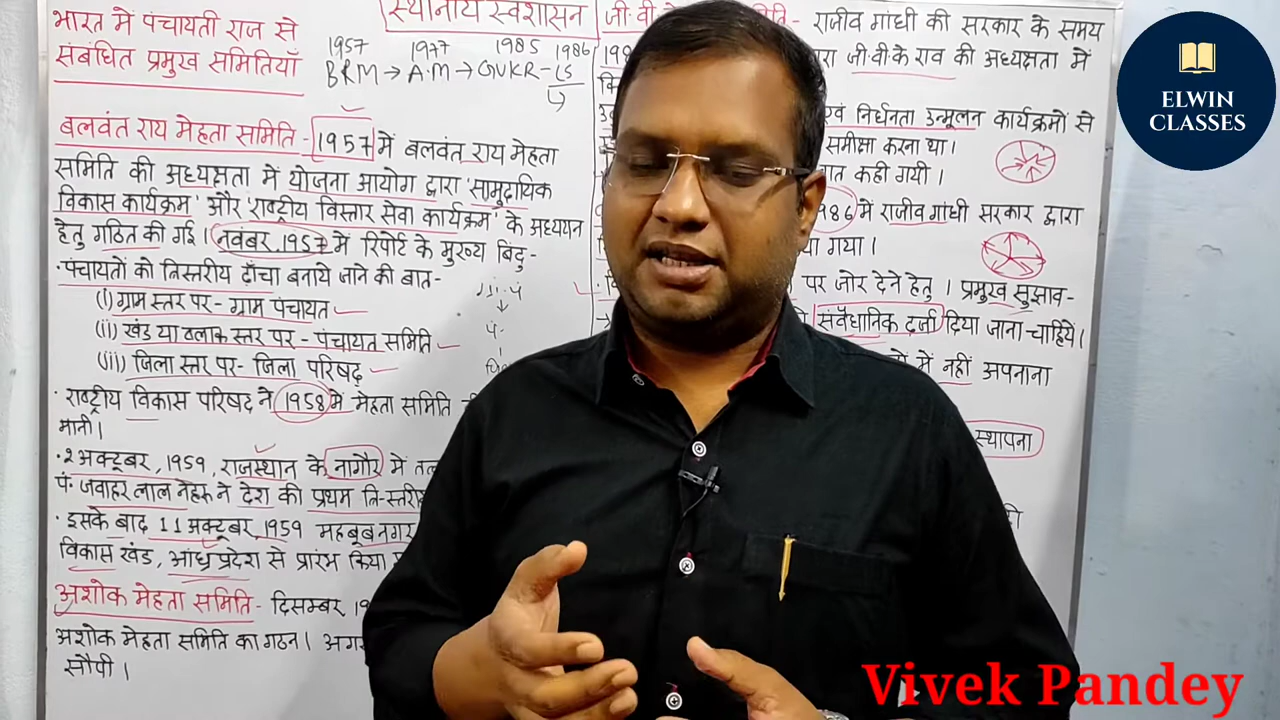 भारत में पंचायती राज से
संबंधित प्रमुख समितियाँ
स्थानीय स्वशासन
1957 1977 1985 1986
BRM → A.M → GVKR - LS
बलवंत राय मेहता समिति - 1957 में बलवंत राय मेहता
समिति की अध्यक्षता में योजना आयोग द्वारा 'सामुदायिक
विकास कार्यक्रम' और 'राष्ट्रीय विस्तार सेवा कार्यक्रम' के अध्ययन
हेतु गठित की गई। नवंबर, 1957 में रिपोर्ट के मुख्य बिंदु -
· पंचायतों को त्रिस्तरीय ढ़ाँचा बनाये जाने की बात -
(i) ग्राम स्तर पर - ग्राम पंचायत
(ii) खंड या ब्लाक स्तर पर - पंचायत समिति
(iii) जिला स्तर पर - जिला परिषद्
· राष्ट्रीय विकास परिषद ने 1958 में मेहता समिति
मानी।
· 2 अक्टूबर, 1959, राजस्थान के नागौर में
पं. जवाहर लाल नेहरू ने देश की प्रथम
· इसके बाद 11 अक्टूबर, 1959 महबूबनगर
विकास खंड, आंध्र प्रदेश से प्रारंभ किया
अशोक मेहता समिति - दिसम्बर
अशोक मेहता समिति का गठन।
सौंपी।
जी.वी. राजीव गांधी की सरकार के समय
जी.वी.के राव की अध्यक्षता में
एवं निर्धनता उन्मूलन कार्यक्रमों से
समीक्षा करना था।
कही गयी।
में राजीव गांधी सरकार द्वारा
गया।
पर जोर देने हेतु। प्रमुख सुझाव -
संवैधानिक दर्जा दिया जाना चाहिये।
में नहीं अपनाना
स्थापना
ELWIN
CLASSES
Vivek Pandey